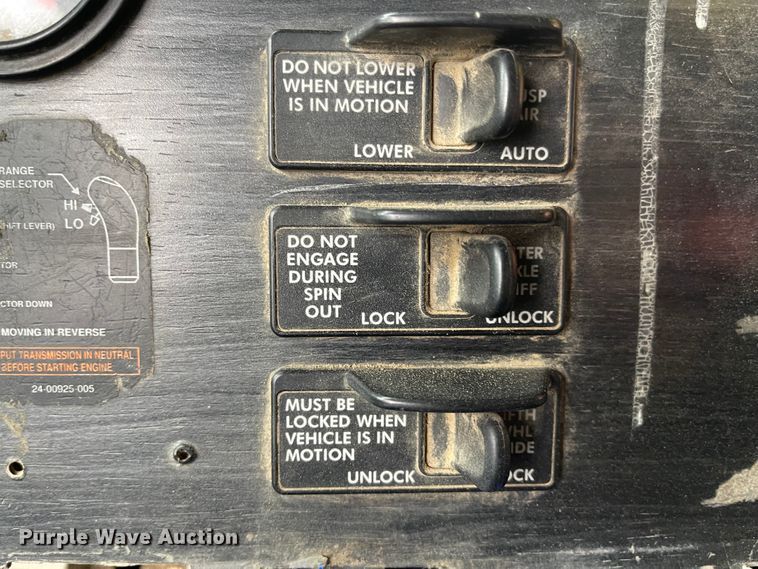 DO NOT LOWER
WHEN VEHICLE
IS IN MOTION
LOWER AUTO
RANGE
SELECTOR
HI
LO
DOWN
MOVING IN REVERSE
TRANSMISSION IN NEUTRAL
BEFORE STARTING ENGINE
24-00925-005
DO NOT
ENGAGE
DURING
SPIN
OUT
LOCK UNLOCK
MUST BE
LOCKED WHEN
VEHICLE IS IN
MOTION
UNLOCK
Purple Wave Auction